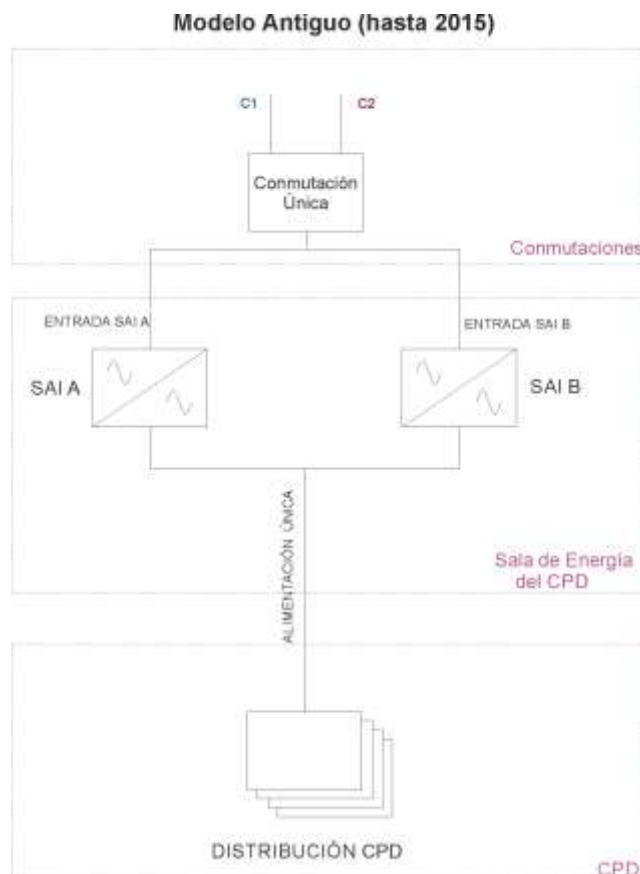 Modelo Antiguo (hasta 2015)
C1
C2
Conmutación
Única
Conmutaciones
ENTRADA SAI A
ENTRADA SAI B
SAI A
SAI B
ALIMENTACIÓN ÚNICA
Sala de Energía
del CPD
DISTRIBUCIÓN CPD
CPD